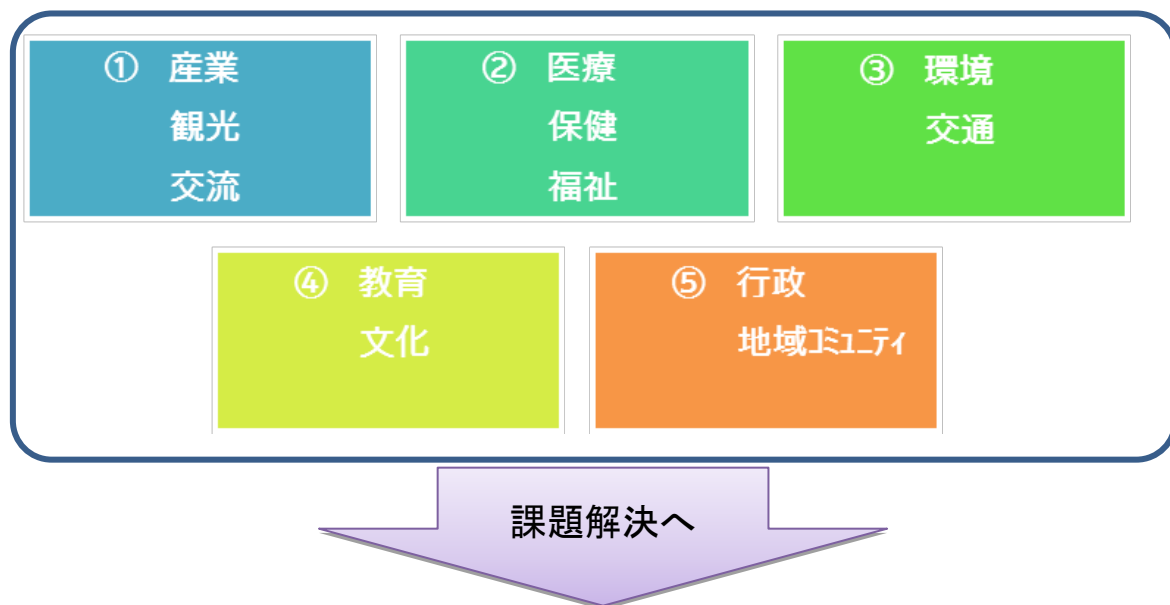 ① 産業
観光
交流
② 医療
保健
福祉
③ 環境
交通
④ 教育
文化
⑤ 行政
地域ｺﾐｭﾆﾃｨ
課題解決へ